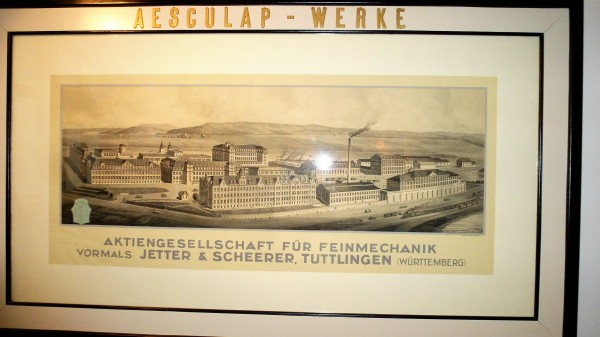 AESCULAP - WERKE
AKTIENGESELLSCHAFT FÜR FEINMECHANIK
VORMALS JETTER & SCHEERER, TUTTLINGEN (WÜRTTEMBERG)